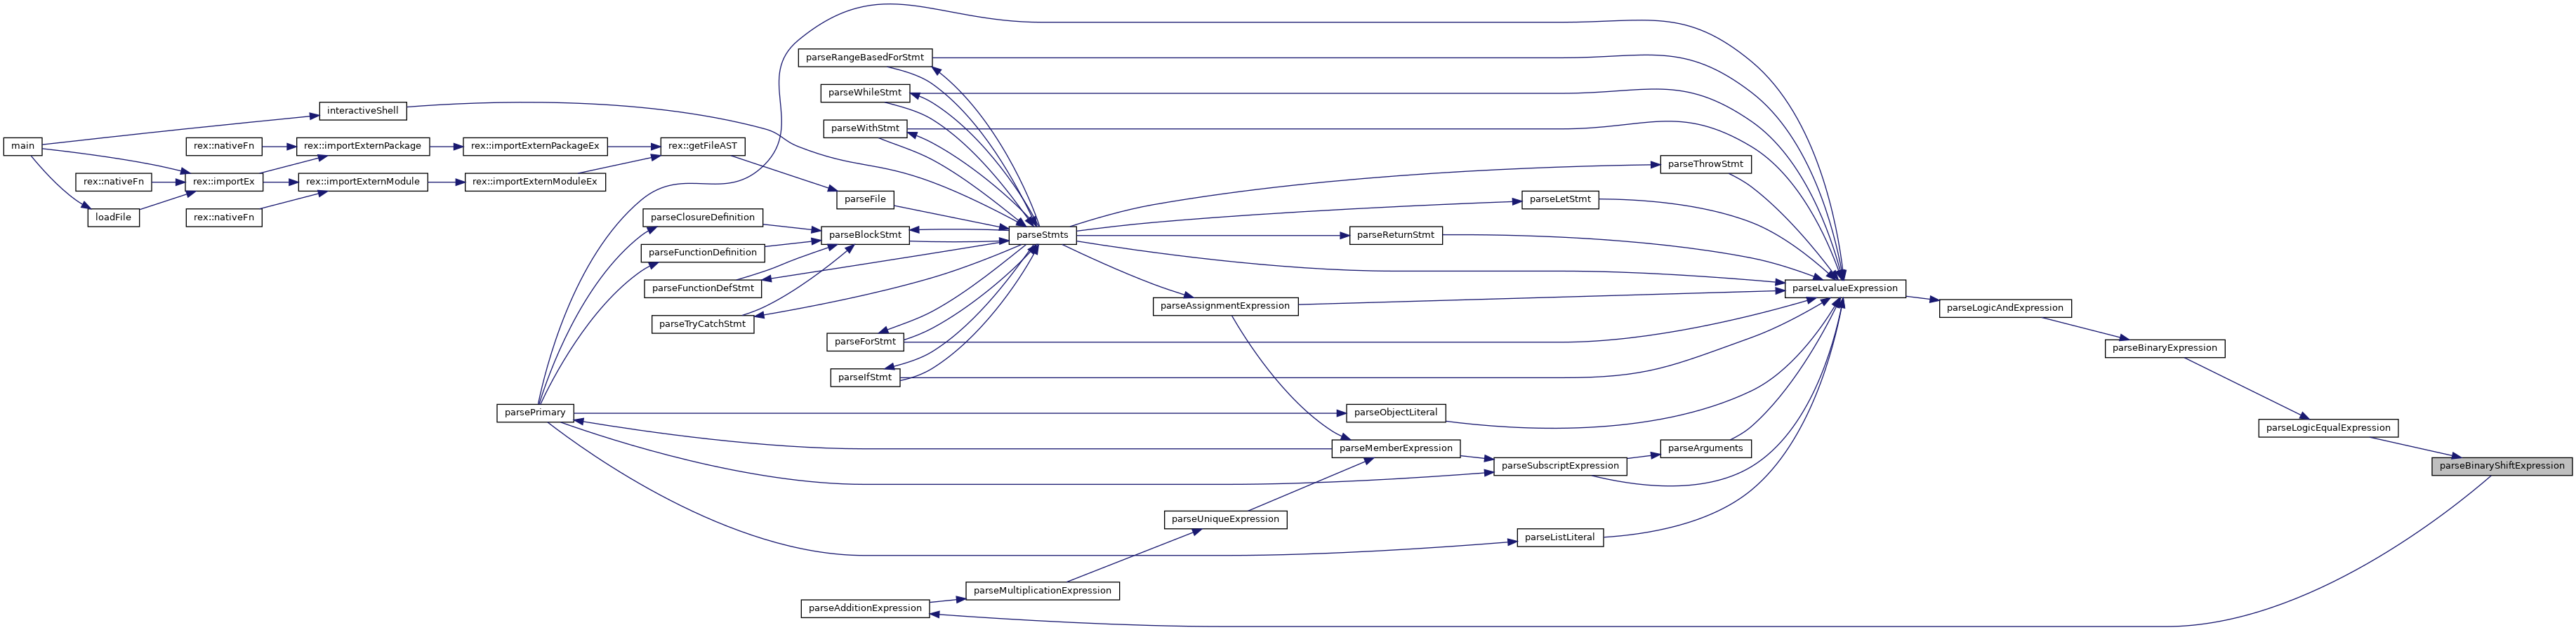 main
interactiveShell
rex::nativeFn
rex::importExternPackage
rex::importExternPackageEx
rex::getFileAST
rex::nativeFn
rex::importEx
rex::importExternModule
rex::importExternModuleEx
loadFile
rex::nativeFn
parseFile
parseRangeBasedForStmt
parseWhileStmt
parseWithStmt
parseClosureDefinition
parseFunctionDefinition
parseFunctionDefStmt
parseTryCatchStmt
parseBlockStmt
parseStmts
parseForStmt
parseIfStmt
parsePrimary
parseThrowStmt
parseLetStmt
parseReturnStmt
parseAssignmentExpression
parseLvalueExpression
parseLogicAndExpression
parseBinaryExpression
parseLogicEqualExpression
parseBinaryShiftExpression
parseObjectLiteral
parseMemberExpression
parseArguments
parseSubscriptExpression
parseUniqueExpression
parseListLiteral
parseMultiplicationExpression
parseAdditionExpression